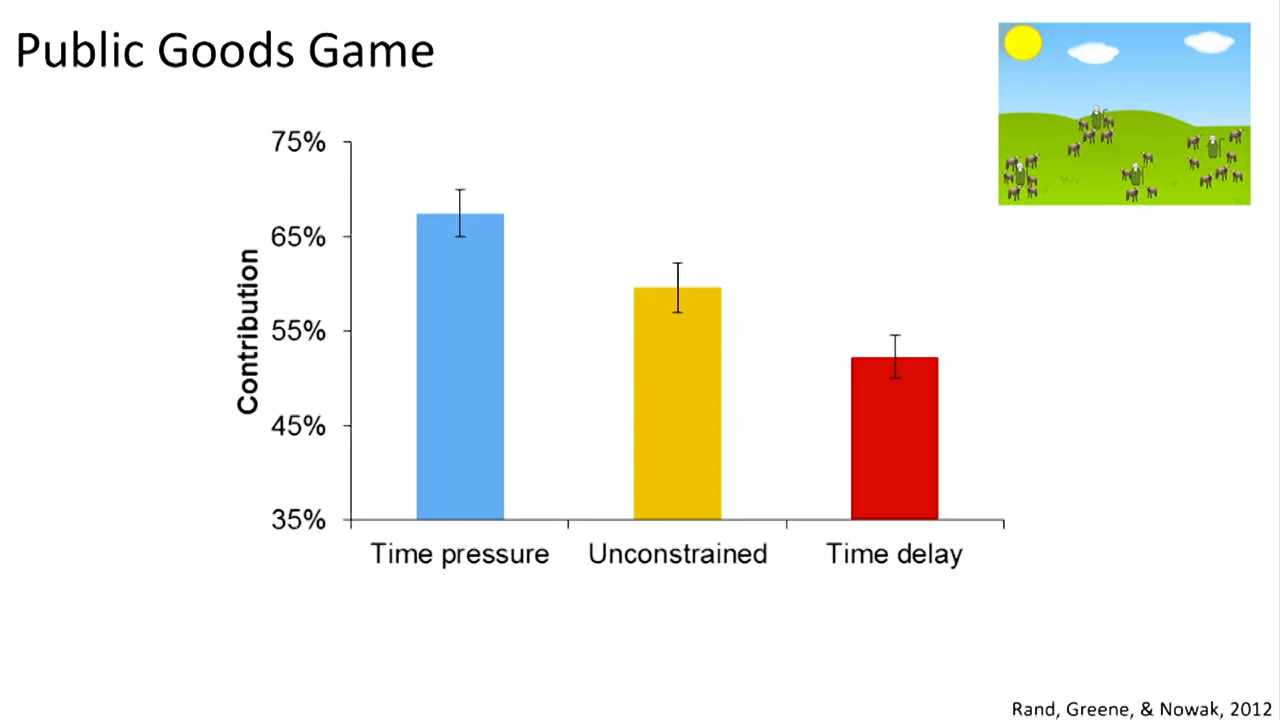 Public Goods Game
75%
65%
55%
45%
35%
Contribution
Time pressure
Unconstrained
Time delay
Rand, Greene, & Nowak, 2012